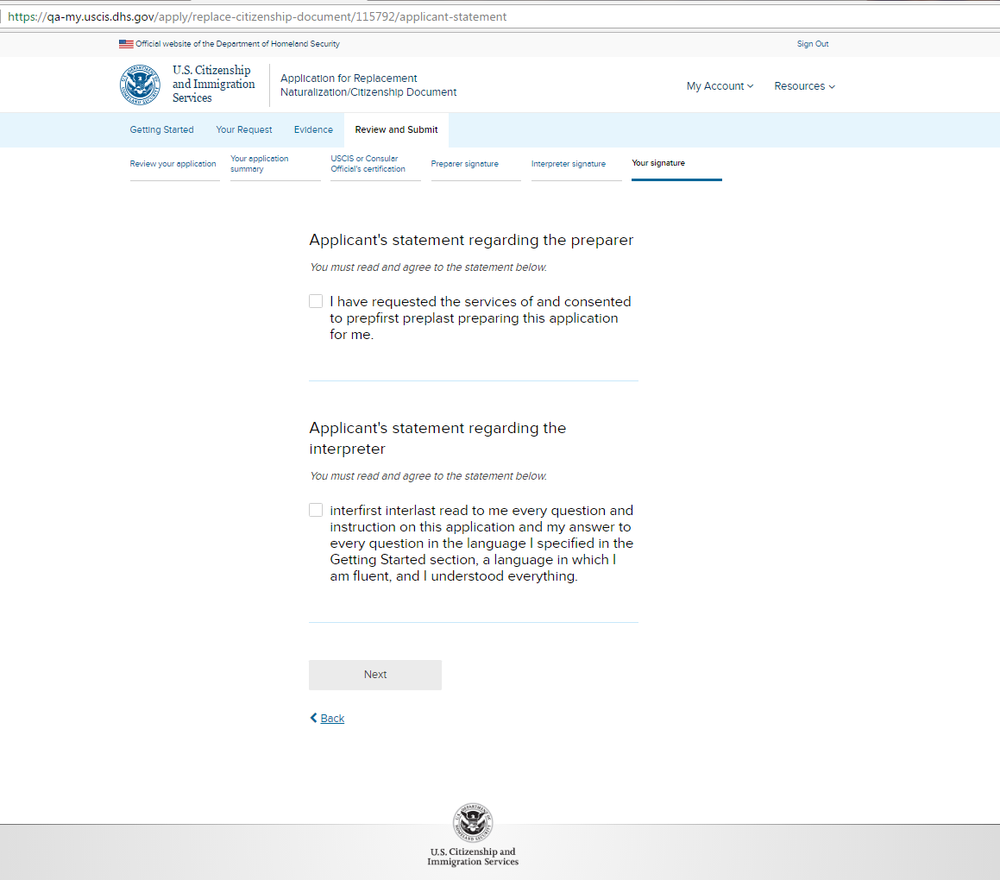 https://qa-my.uscis.dhs.gov/apply/replace-citizenship-document/115792/applicant-statement
Official website of the Department of Homeland Security
Sign Out
U.S. Citizenship
and Immigration
Services
Application for Replacement
Naturalization/Citizenship Document
My Account
Resources
Getting Started
Your Request
Evidence
Review and Submit
Review your application
Your application
summary
USCIS or Consular
Official's certification
Preparer signature
Interpreter signature
Your signature
Applicant's statement regarding the preparer
You must read and agree to the statement below.
I have requested the services of and consented
to prepfirst preplast preparing this application
for me.
Applicant's statement regarding the
interpreter
You must read and agree to the statement below.
interfirst interlast read to me every question and
instruction on this application and my answer to
every question in the language I specified in the
Getting Started section, a language in which I
am fluent, and I understood everything.
Next
Back
U.S. Citizenship and
Immigration Services